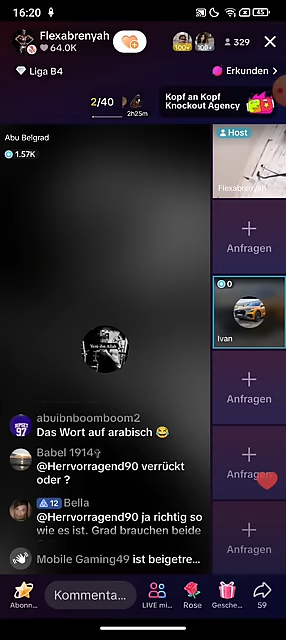 16:20
45
Flexabrenyah
64.0K
100+
100+
329
Liga B4
Erkunden >
2/40
2h25m
Kopf an Kopf
Knockout Agency
Abu Belgrad
1.57K
Host
Flexabrenyah
Anfragen
0
Ivan
Anfragen
Anfragen
Anfragen
abuibnboomboom2
Das Wort auf arabisch 😂
Babel 1914✞
@Herrvorragend90 verrückt
oder ?
12 Bella
@Herrvorragend90 ja richtig so
wie es ist. Grad brauchen beide
Mobile Gaming49 ist beigetre...
Abonn...
Kommenta...
LIVE mi...
Rose
Gesche...
59